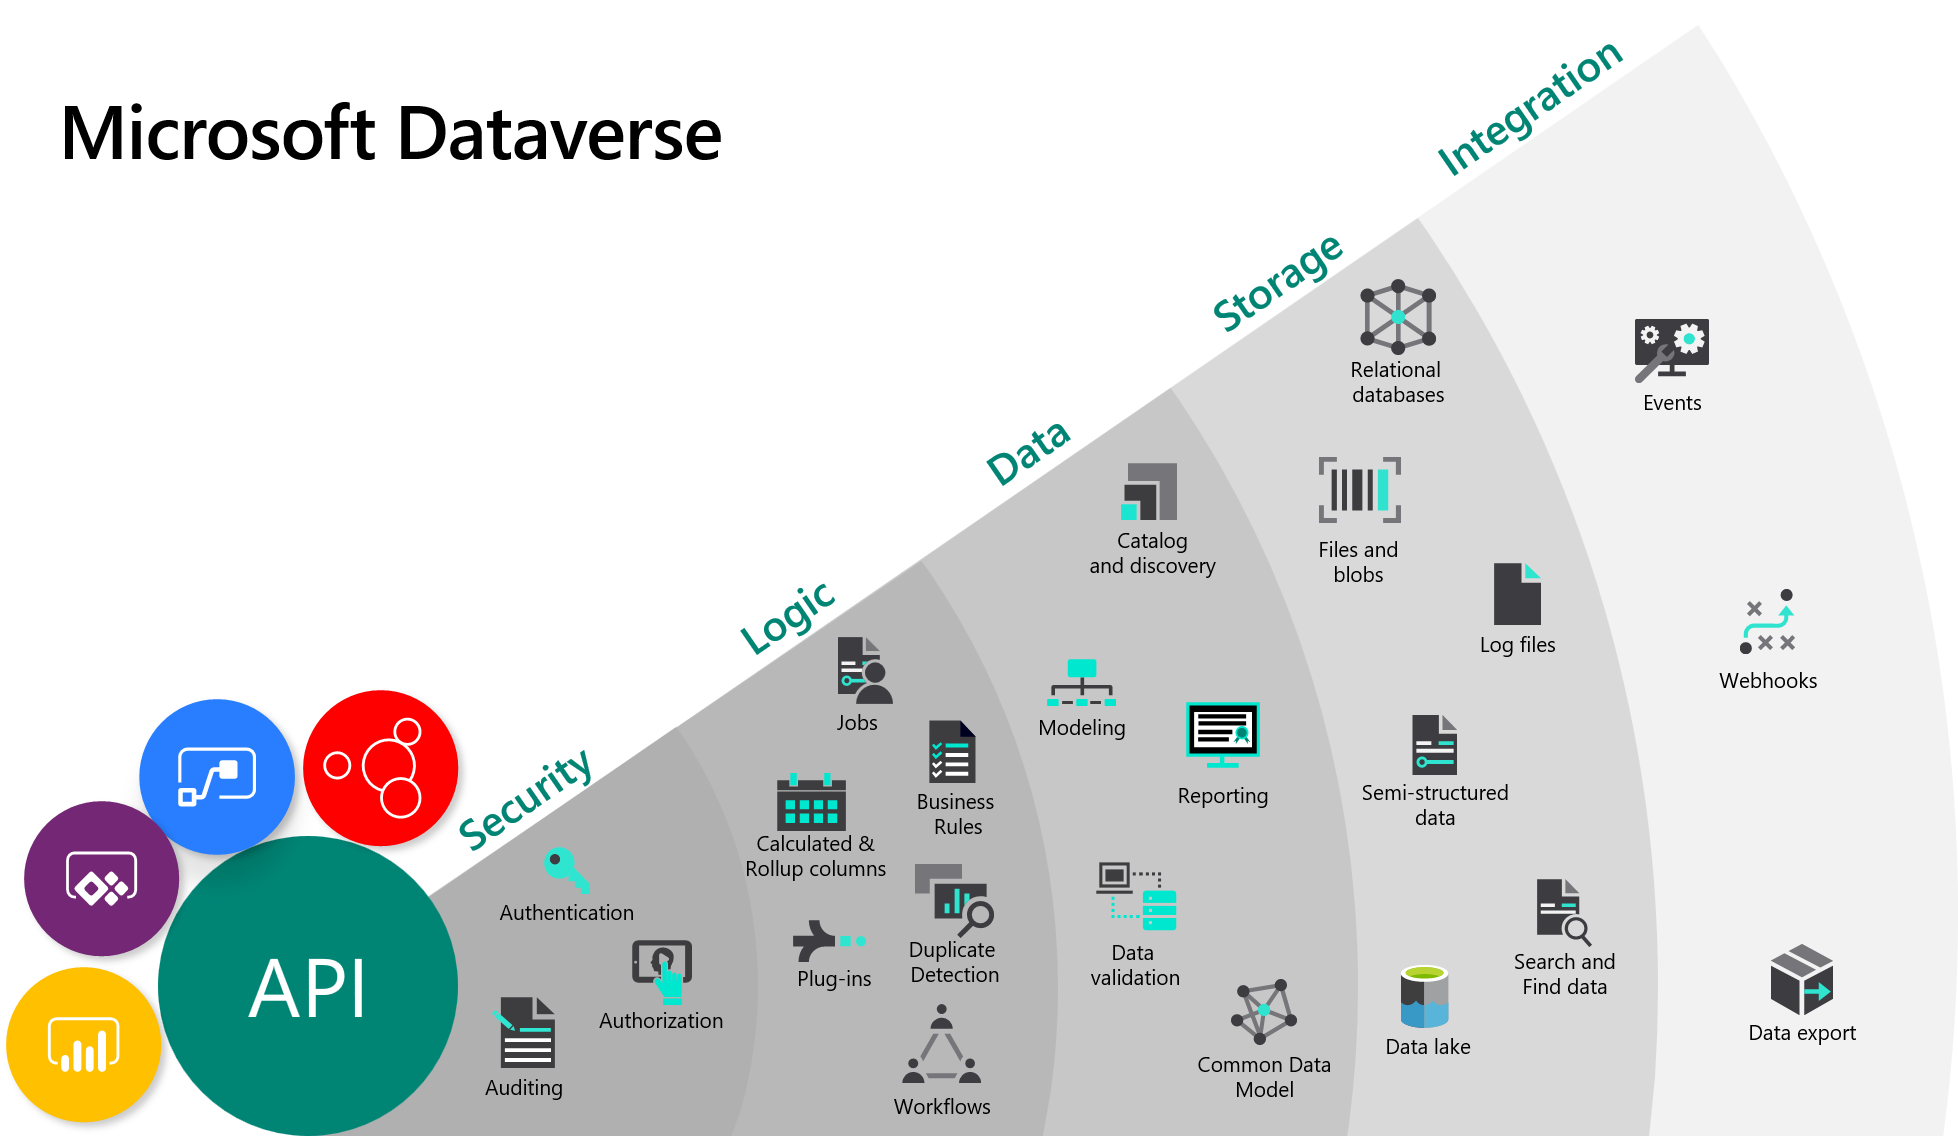 Microsoft Dataverse
API
Security
Authentication
Authorization
Auditing
Logic
Jobs
Business
Rules
Calculated &
Rollup columns
Plug-ins
Duplicate
Detection
Workflows
Data
Catalog
and discovery
Modeling
Reporting
Data
validation
Common Data
Model
Storage
Relational
databases
Files and
blobs
Log files
Semi-structured
data
Search and
Find data
Data lake
Integration
Events
Webhooks
Data export